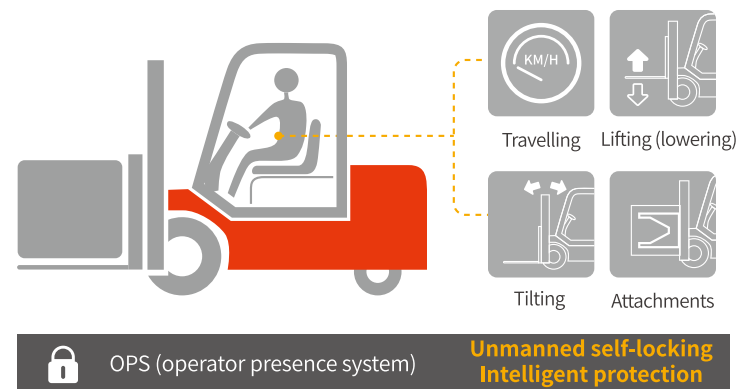 KM/H
Travelling
Lifting (lowering)
Tilting
Attachments
OPS (operator presence system)
Unmanned self-locking
Intelligent protection